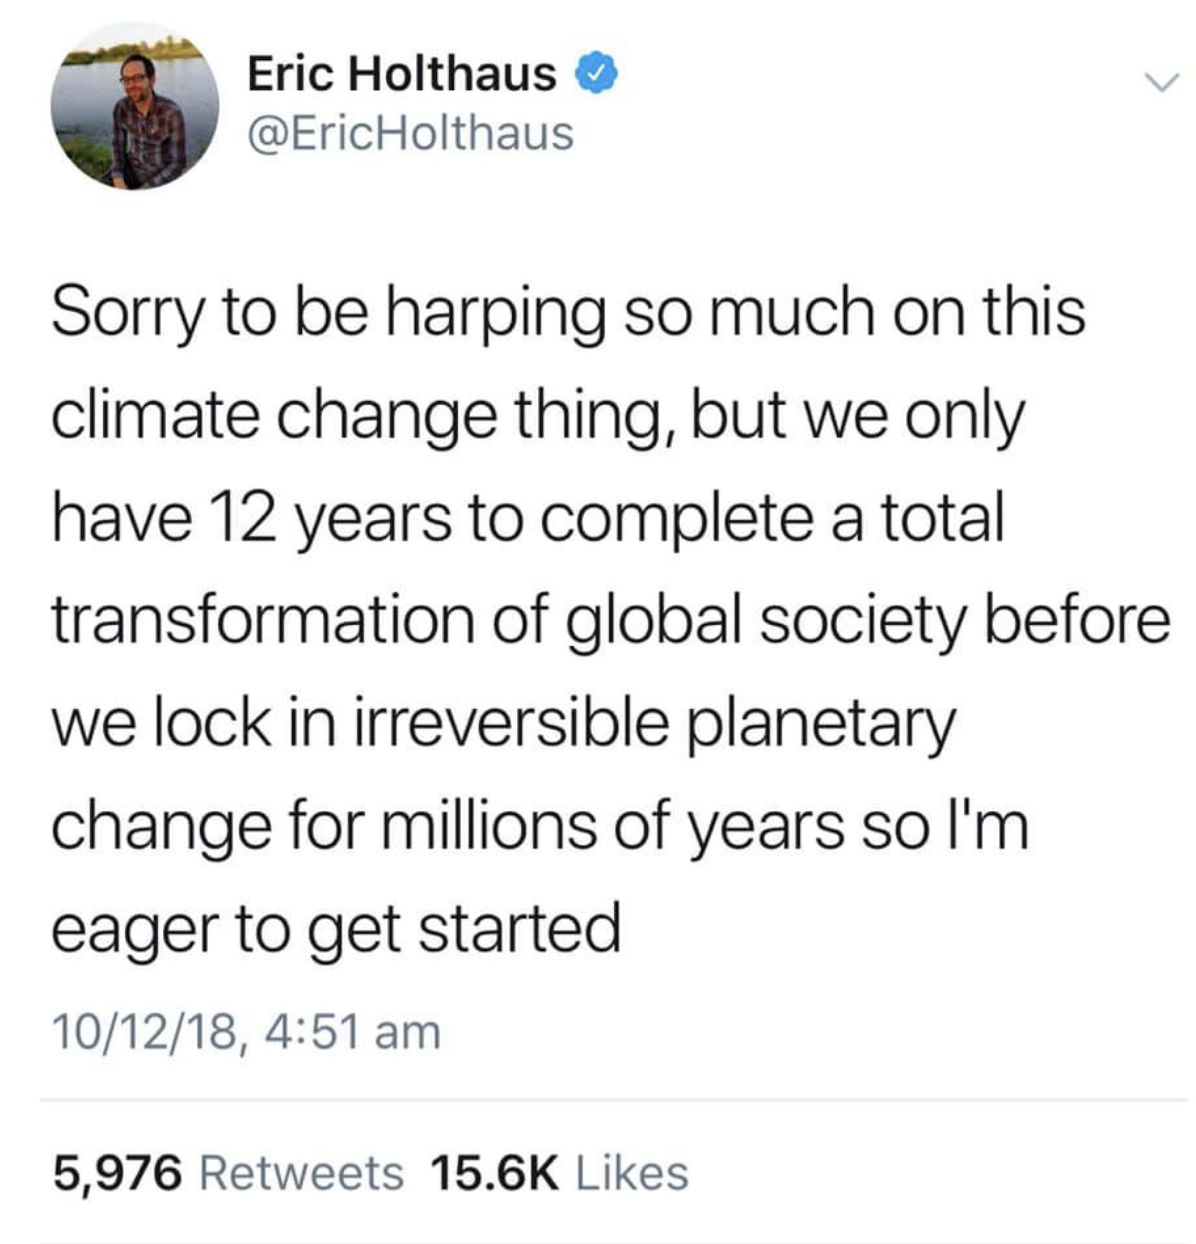 Eric Holthaus
@EricHolthaus
Sorry to be harping so much on this
climate change thing, but we only
have 12 years to complete a total
transformation of global society before
we lock in irreversible planetary
change for millions of years so I'm
eager to get started
10/12/18, 4:51 am
5,976 Retweets 15.6K Likes